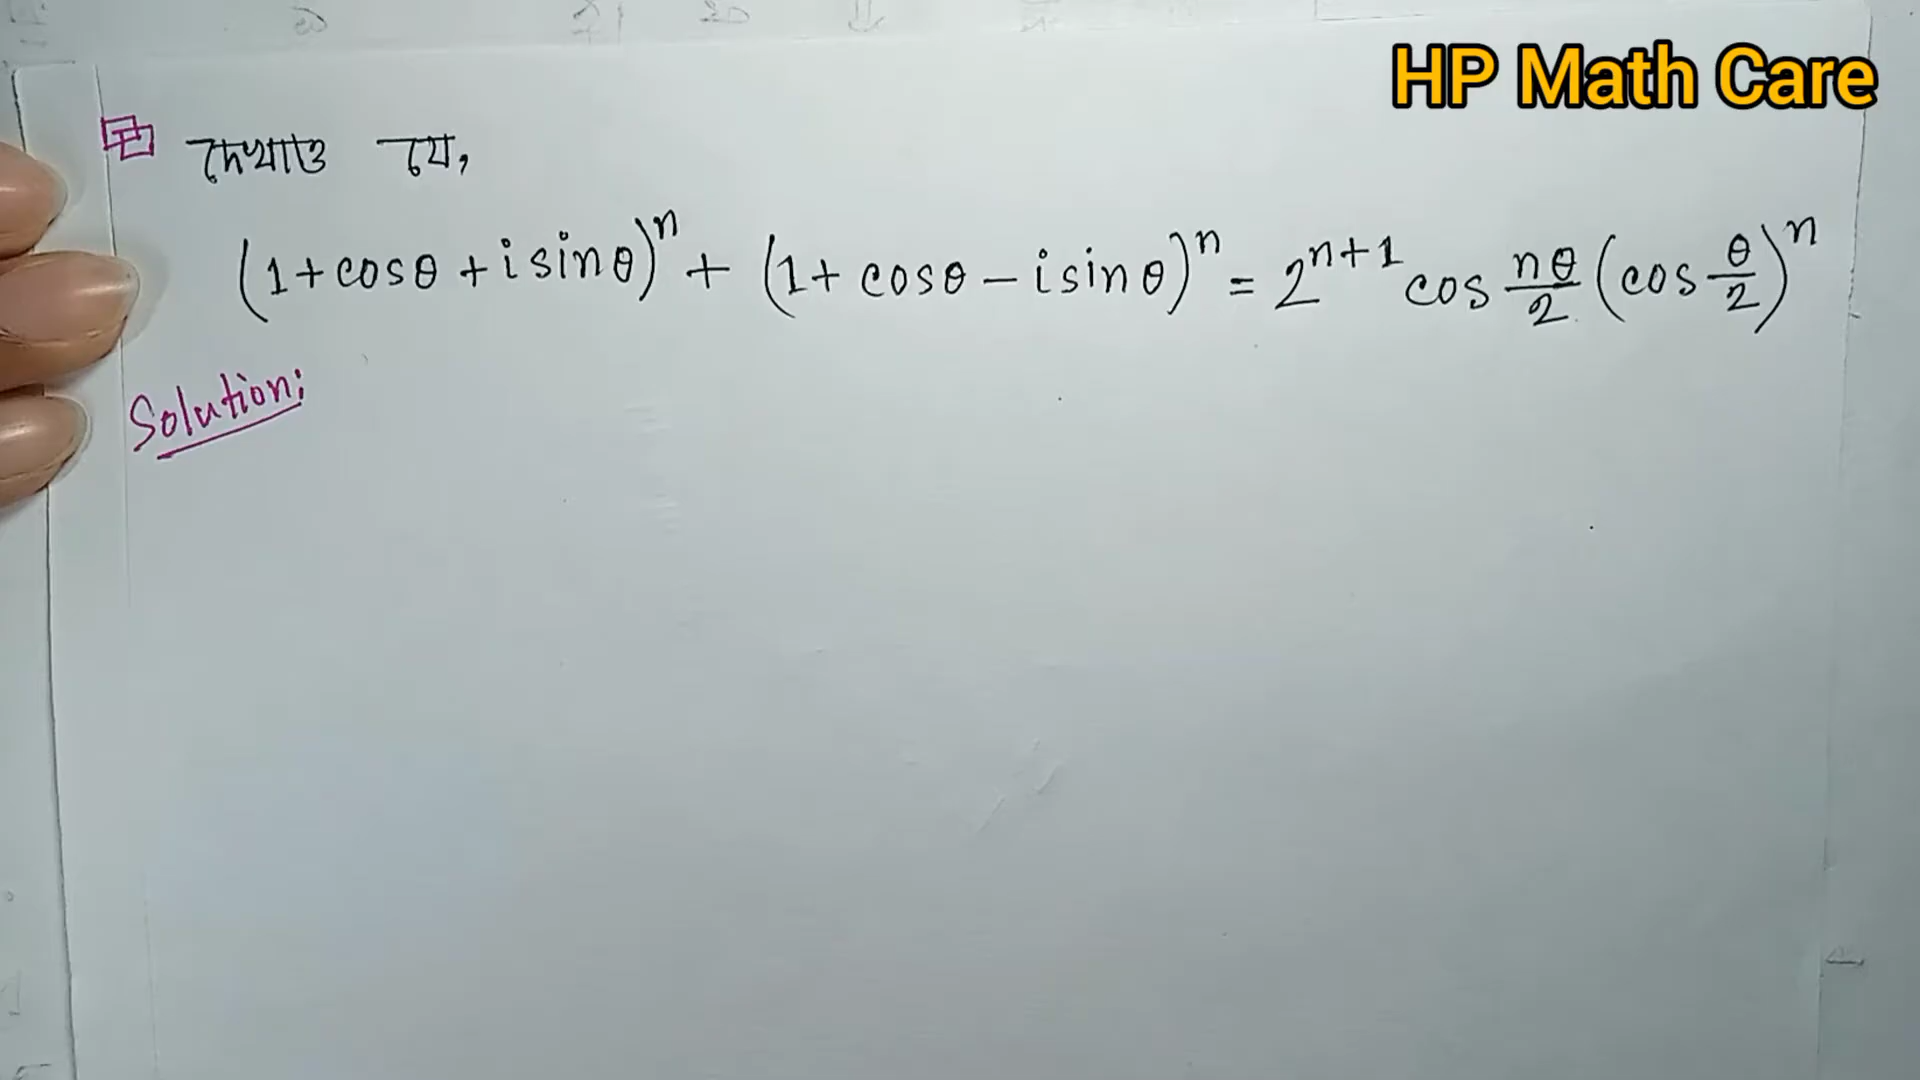 HP Math Care
দেখাও যে,
(1+cosθ+isinθ)^n + (1+cosθ−isinθ)^n = 2^{n+1} cos nθ/2 (cos θ/2)^n
Solution: